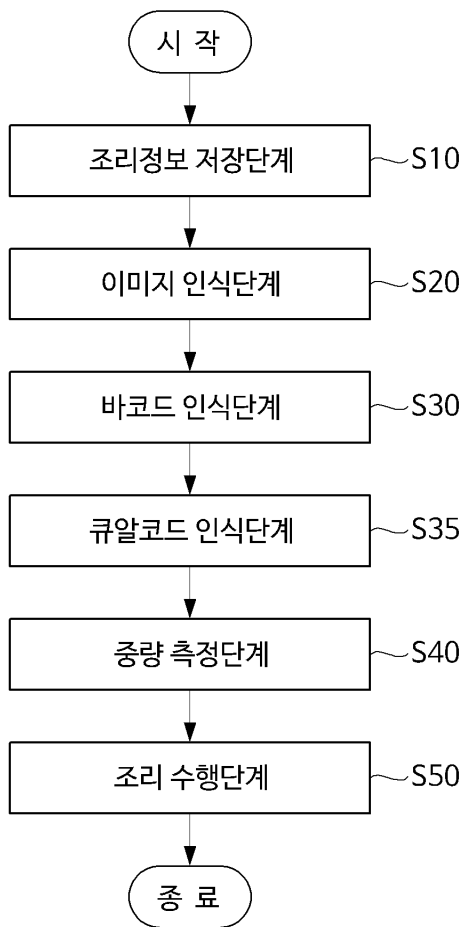 시 작
조리정보 저장단계 S10
이미지 인식단계 S20
바코드 인식단계 S30
큐알코드 인식단계 S35
중량 측정단계 S40
조리 수행단계 S50
종 료